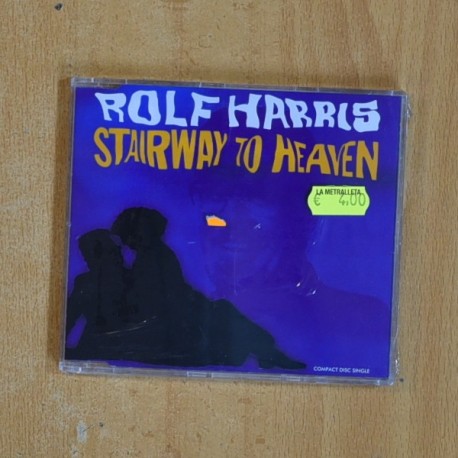 ROLF HARRIS
STAIRWAY TO HEAVEN
LA METRALLETA
€ 4,00
COMPACT DISC SINGLE